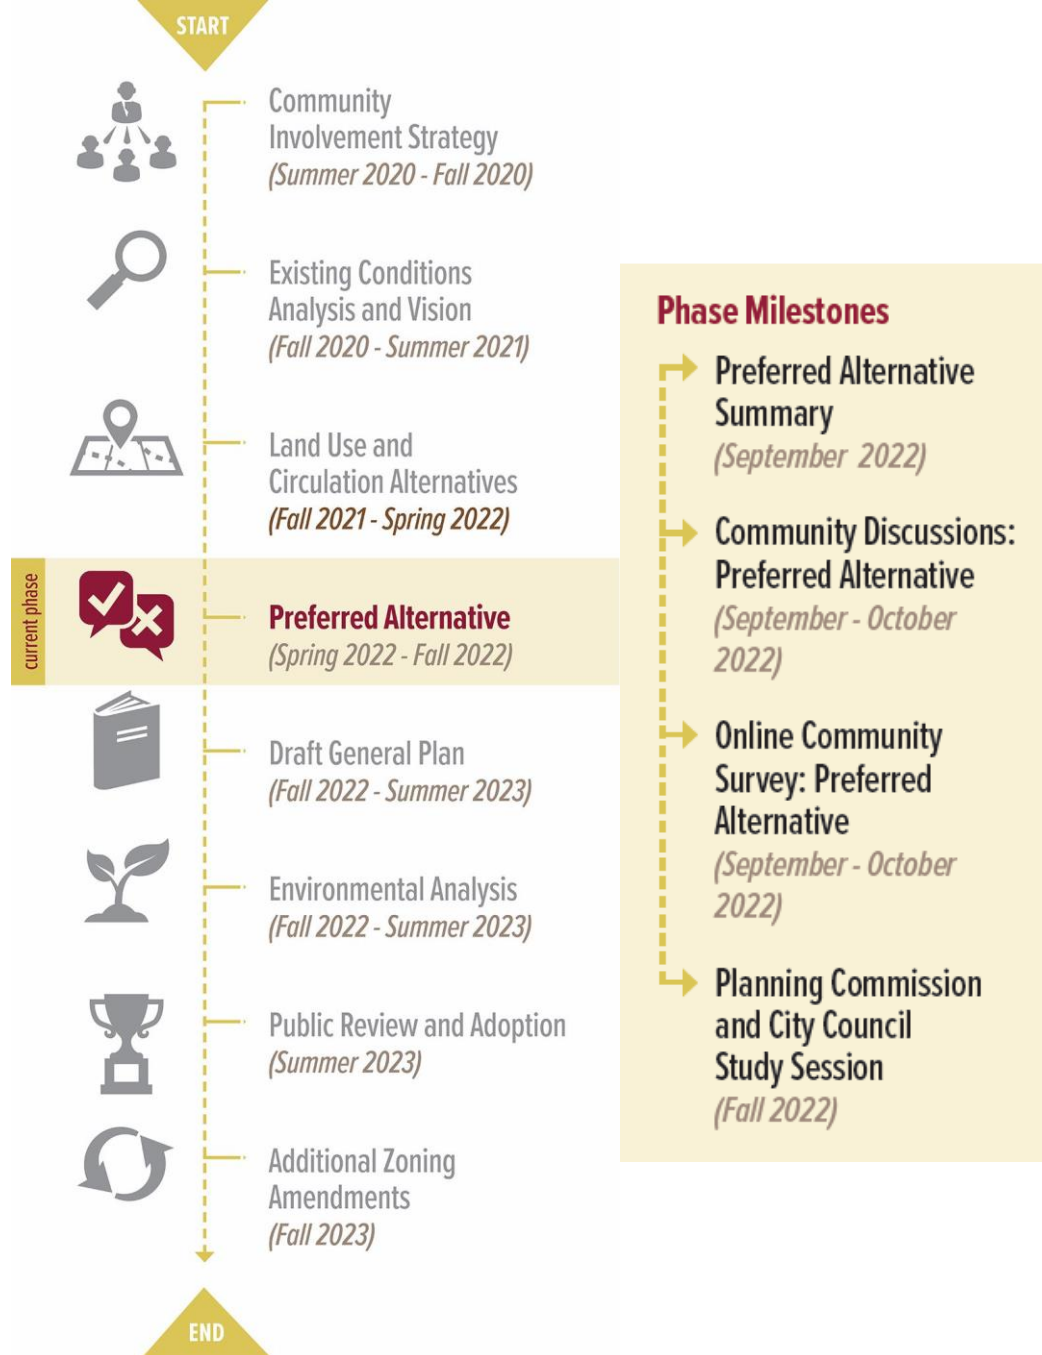 START
Community
Involvement Strategy
(Summer 2020 - Fall 2020)
Existing Conditions
Analysis and Vision
(Fall 2020 - Summer 2021)
Land Use and
Circulation Alternatives
(Fall 2021 - Spring 2022)
current phase
Preferred Alternative
(Spring 2022 - Fall 2022)
Draft General Plan
(Fall 2022 - Summer 2023)
Environmental Analysis
(Fall 2022 - Summer 2023)
Public Review and Adoption
(Summer 2023)
Additional Zoning
Amendments
(Fall 2023)
END
Phase Milestones
Preferred Alternative
Summary
(September 2022)
Community Discussions:
Preferred Alternative
(September - October
2022)
Online Community
Survey: Preferred
Alternative
(September - October
2022)
Planning Commission
and City Council
Study Session
(Fall 2022)